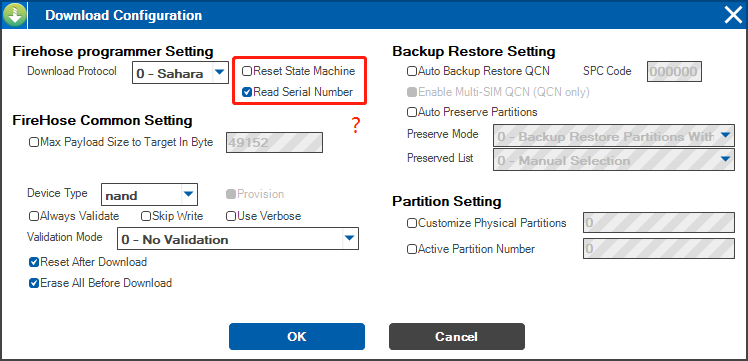 Download Configuration
Firehose programmer Setting
Download Protocol
0 - Sahara
Reset State Machine
Read Serial Number
?
FireHose Common Setting
Max Payload Size to Target In Byte
49152
Device Type
nand
Provision
Always Validate
Skip Write
Use Verbose
Validation Mode
0 - No Validation
Reset After Download
Erase All Before Download
Backup Restore Setting
Auto Backup Restore QCN
SPC Code
000000
Enable Multi-SIM QCN (QCN only)
Auto Preserve Partitions
Preserve Mode
0 - Backup Restore Partitions With
Preserved List
0 - Manual Selection
Partition Setting
Customize Physical Partitions
0
Active Partition Number
0
OK
Cancel